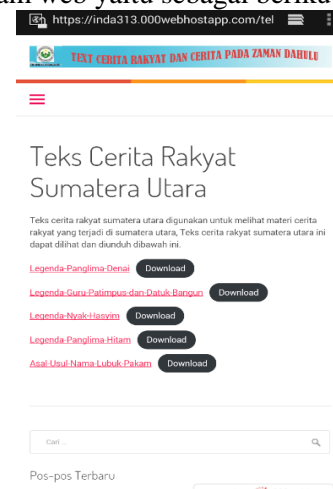 web yaitu sebagai
https://inda313.000webhostapp.com/tel
TEXT CERITA RAKYAT DAN CERITA PADA ZAMAN DAHULU
Teks Cerita Rakyat
Sumatera Utara
Teks cerita rakyat sumatera utara digunakan untuk melihat materi cerita
rakyat yang terjadi di sumatera utara, Teks cerita rakyat sumatera utara ini
dapat dilihat dan diunduh dibawah ini.
Legenda-Panglima-Denai Download
Legenda-Guru-Patimpus-dan-Datuk-Bangun Download
Legenda-Nyak-Hasyim Download
Legenda-Panglima-Hitam Download
Asal-Usul-Nama-Lubuk-Pakam Download
Cari ...
Pos-pos Terbaru